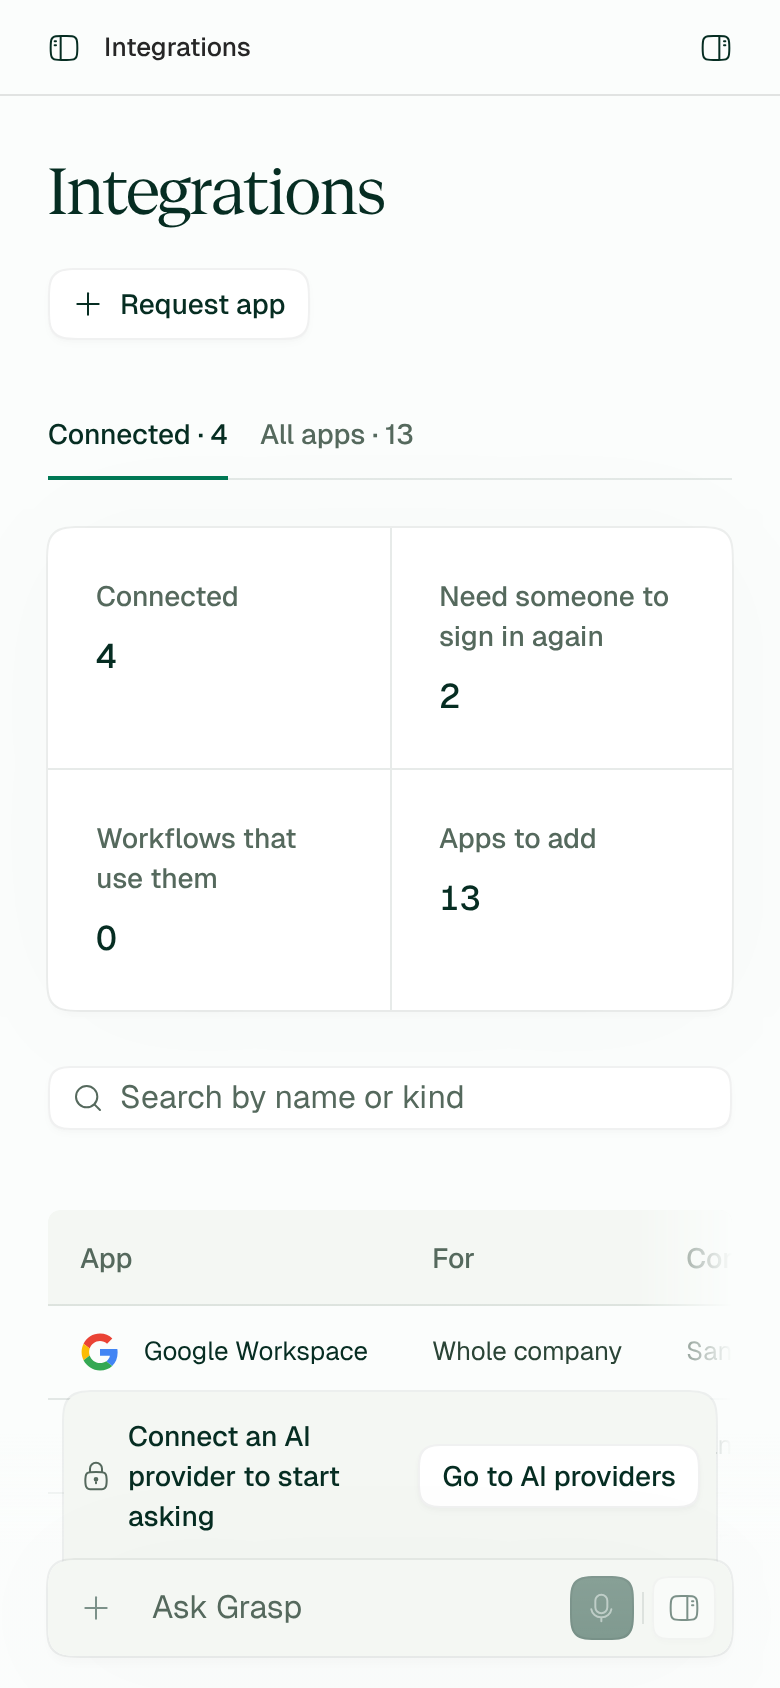 Integrations
Integrations
Request app
Connected · 4
All apps · 13
Connected
4
Need someone to
sign in again
2
Workflows that
use them
0
Apps to add
13
Search by name or kind
App For
Google Workspace Whole company
Connect an AI
provider to start
asking
Go to AI providers
Ask Grasp